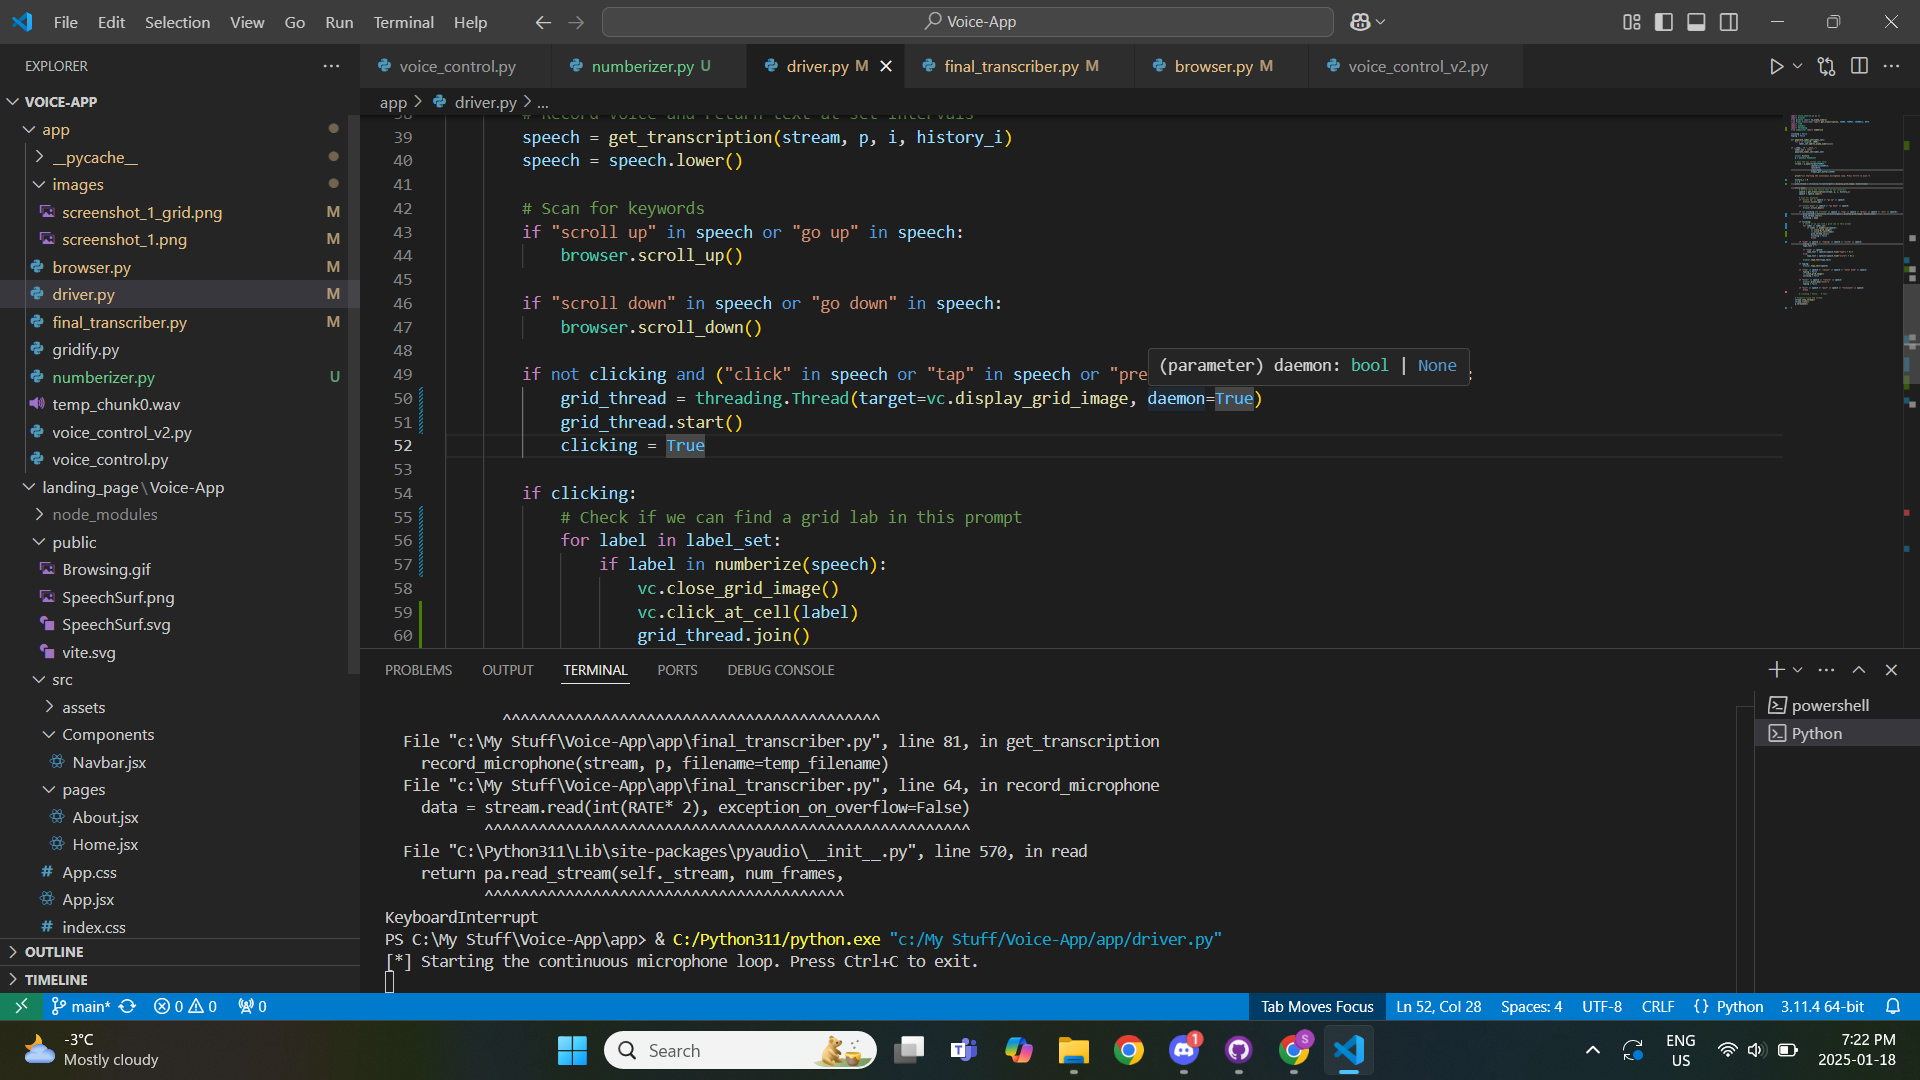 File Edit Selection View Go Run Terminal Help
Voice-App
EXPLORER
voice_control.py
numberizer.py U
driver.py M
final_transcriber.py M
browser.py M
voice_control_v2.py
app > driver.py > ...
VOICE-APP
app
__pycache__
images
screenshot_1_grid.png M
screenshot_1.png M
browser.py M
driver.py M
final_transcriber.py M
gridify.py
numberizer.py U
temp_chunk0.wav
voice_control_v2.py
voice_control.py
landing_page\Voice-App
node_modules
public
Browsing.gif
SpeechSurf.png
SpeechSurf.svg
vite.svg
src
assets
Components
Navbar.jsx
pages
About.jsx
Home.jsx
App.css
App.jsx
index.css
OUTLINE
TIMELINE
38 # Record voice and return text at set intervals
39 speech = get_transcription(stream, p, i, history_i)
40 speech = speech.lower()
41
42 # Scan for keywords
43 if "scroll up" in speech or "go up" in speech:
44 browser.scroll_up()
45
46 if "scroll down" in speech or "go down" in speech:
47 browser.scroll_down()
48
(parameter) daemon: bool | None
49 if not clicking and ("click" in speech or "tap" in speech or "pre
50 grid_thread = threading.Thread(target=vc.display_grid_image, daemon=True)
51 grid_thread.start()
52 clicking = True
53
54 if clicking:
55 # Check if we can find a grid lab in this prompt
56 for label in label_set:
57 if label in numberize(speech):
58 vc.close_grid_image()
59 vc.click_at_cell(label)
60 grid_thread.join()
PROBLEMS OUTPUT TERMINAL PORTS DEBUG CONSOLE
powershell
Python
^^^^^^^^^^^^^^^^^^^^^^^^^^^^^^^^^^^^^^^^^^
File "c:\My Stuff\Voice-App\app\final_transcriber.py", line 81, in get_transcription
record_microphone(stream, p, filename=temp_filename)
File "c:\My Stuff\Voice-App\app\final_transcriber.py", line 64, in record_microphone
data = stream.read(int(RATE* 2), exception_on_overflow=False)
^^^^^^^^^^^^^^^^^^^^^^^^^^^^^^^^^^^^^^^^^^^^^^^^^^^^^^
File "C:\Python311\Lib\site-packages\pyaudio\__init__.py", line 570, in read
return pa.read_stream(self._stream, num_frames,
^^^^^^^^^^^^^^^^^^^^^^^^^^^^^^^^^^^^^^^^
KeyboardInterrupt
PS C:\My Stuff\Voice-App\app> & C:/Python311/python.exe "c:/My Stuff/Voice-App/app/driver.py"
[*] Starting the continuous microphone loop. Press Ctrl+C to exit.
main* 0 0 0 Tab Moves Focus Ln 52, Col 28 Spaces: 4 UTF-8 CRLF {} Python 3.11.4 64-bit
-3°C
Mostly cloudy
Search
1
S
ENG
US
7:22 PM
2025-01-18